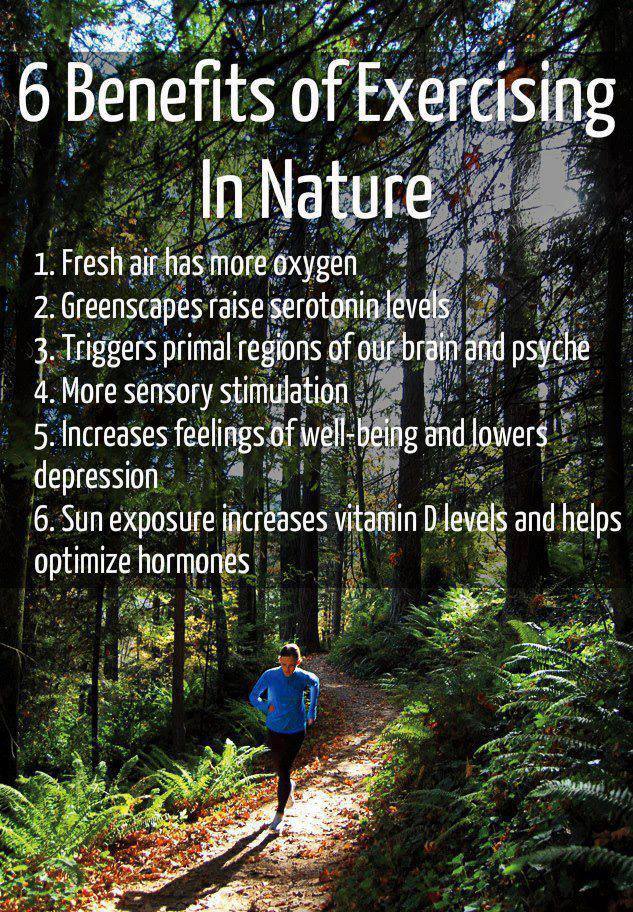 6 Benefits of Exercising
In Nature
1. Fresh air has more oxygen
2. Greenscapes raise serotonin levels
3. Triggers primal regions of our brain and psyche
4. More sensory stimulation
5. Increases feelings of well-being and lowers
depression
6. Sun exposure increases vitamin D levels and helps
optimize hormones